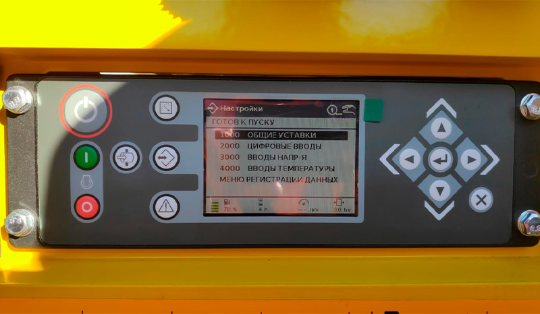 Настройки
ГОТОВ К ПУСКУ
1000 ОБЩИЕ УСТАВКИ
2000 ЦИФРОВЫЕ ВВОДЫ
3000 ВВОДЫ НАПР-Я
4000 ВВОДЫ ТЕМПЕРАТУРЫ
МЕНЮ РЕГИСТРАЦИИ ДАННЫХ